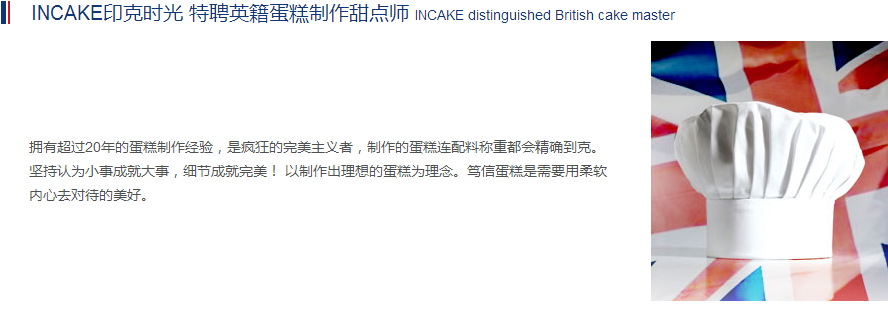 INCAKE印克时光 特聘英籍蛋糕制作甜点师 INCAKE distinguished British cake master
拥有超过20年的蛋糕制作经验，是疯狂的完美主义者，制作的蛋糕连配料称重都会精确到克。
坚持认为小事成就大事，细节成就完美！ 以制作出理想的蛋糕为理念。笃信蛋糕是需要用柔软
内心去对待的美好。